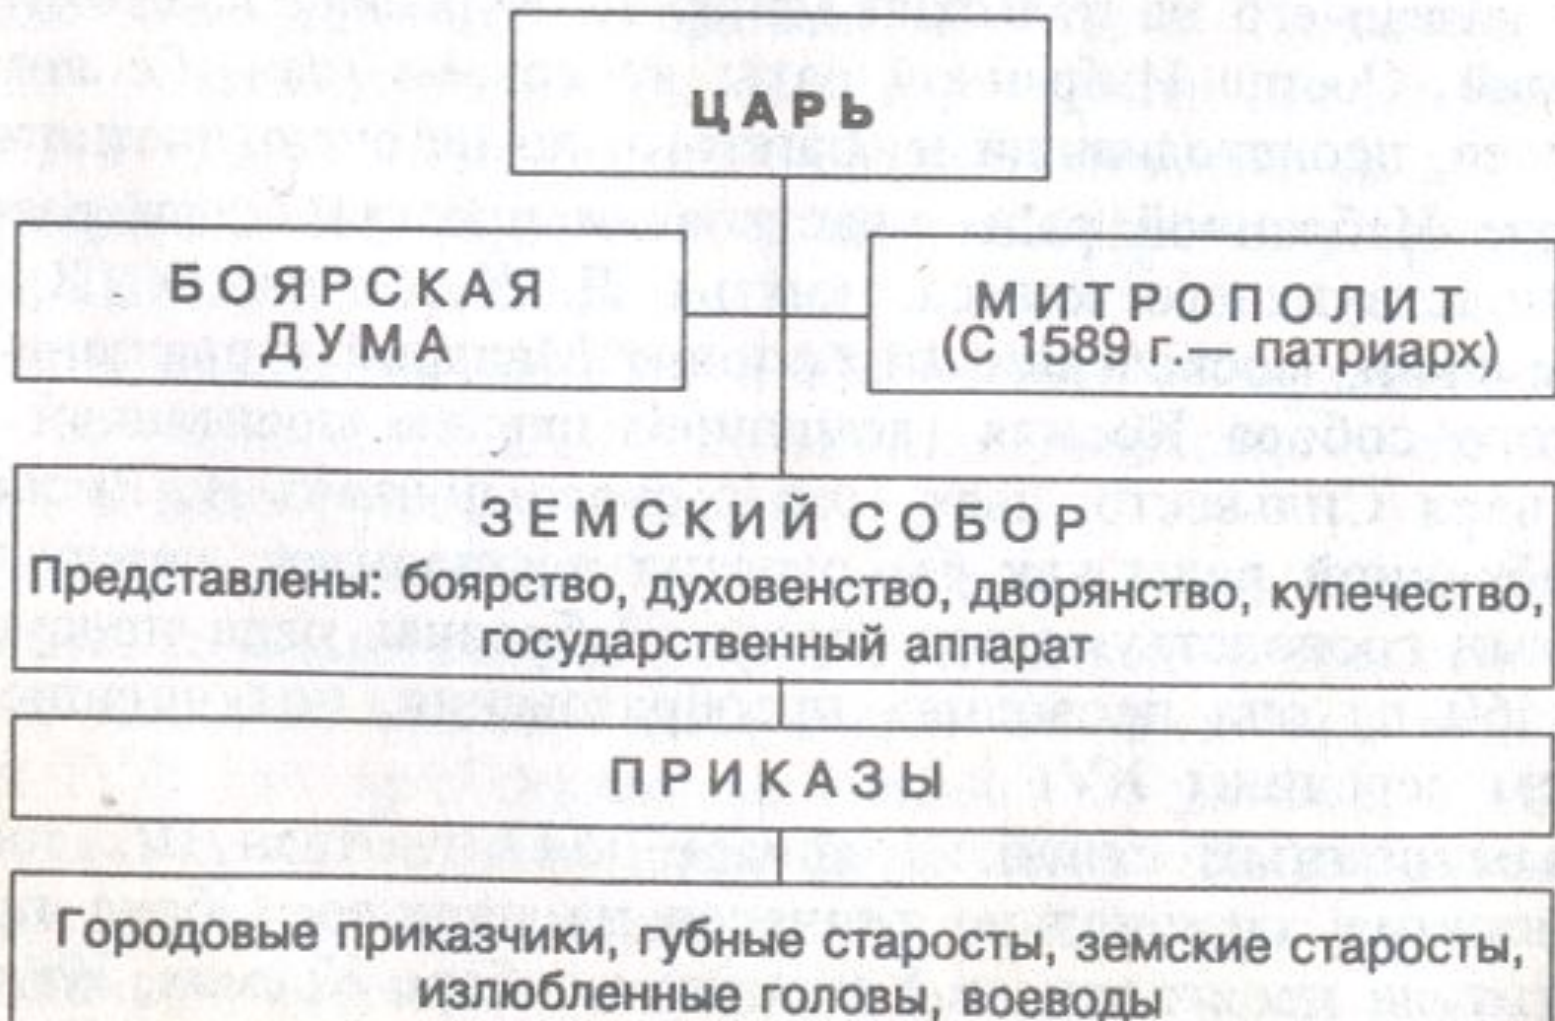 ЦАРЬ
БОЯРСКАЯ
ДУМА
МИТРОПОЛИТ
(С 1589 г.— патриарх)
ЗЕМСКИЙ СОБОР
Представлены: боярство, духовенство, дворянство, купечество,
государственный аппарат
ПРИКАЗЫ
Городовые приказчики, губные старосты, земские старосты,
излюбленные головы, воеводы